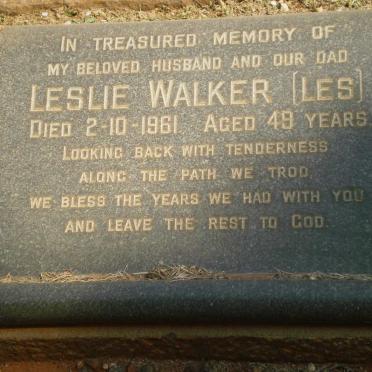 IN TREASURED MEMORY OF
MY BELOVED HUSBAND AND OUR DAD
LESLIE WALKER (LES)
DIED 2-10-1961 AGED 49 YEARS
LOOKING BACK WITH TENDERNESS
ALONG THE PATH WE TROD,
WE BLESS THE YEARS WE HAD WITH YOU
AND LEAVE THE REST TO GOD.